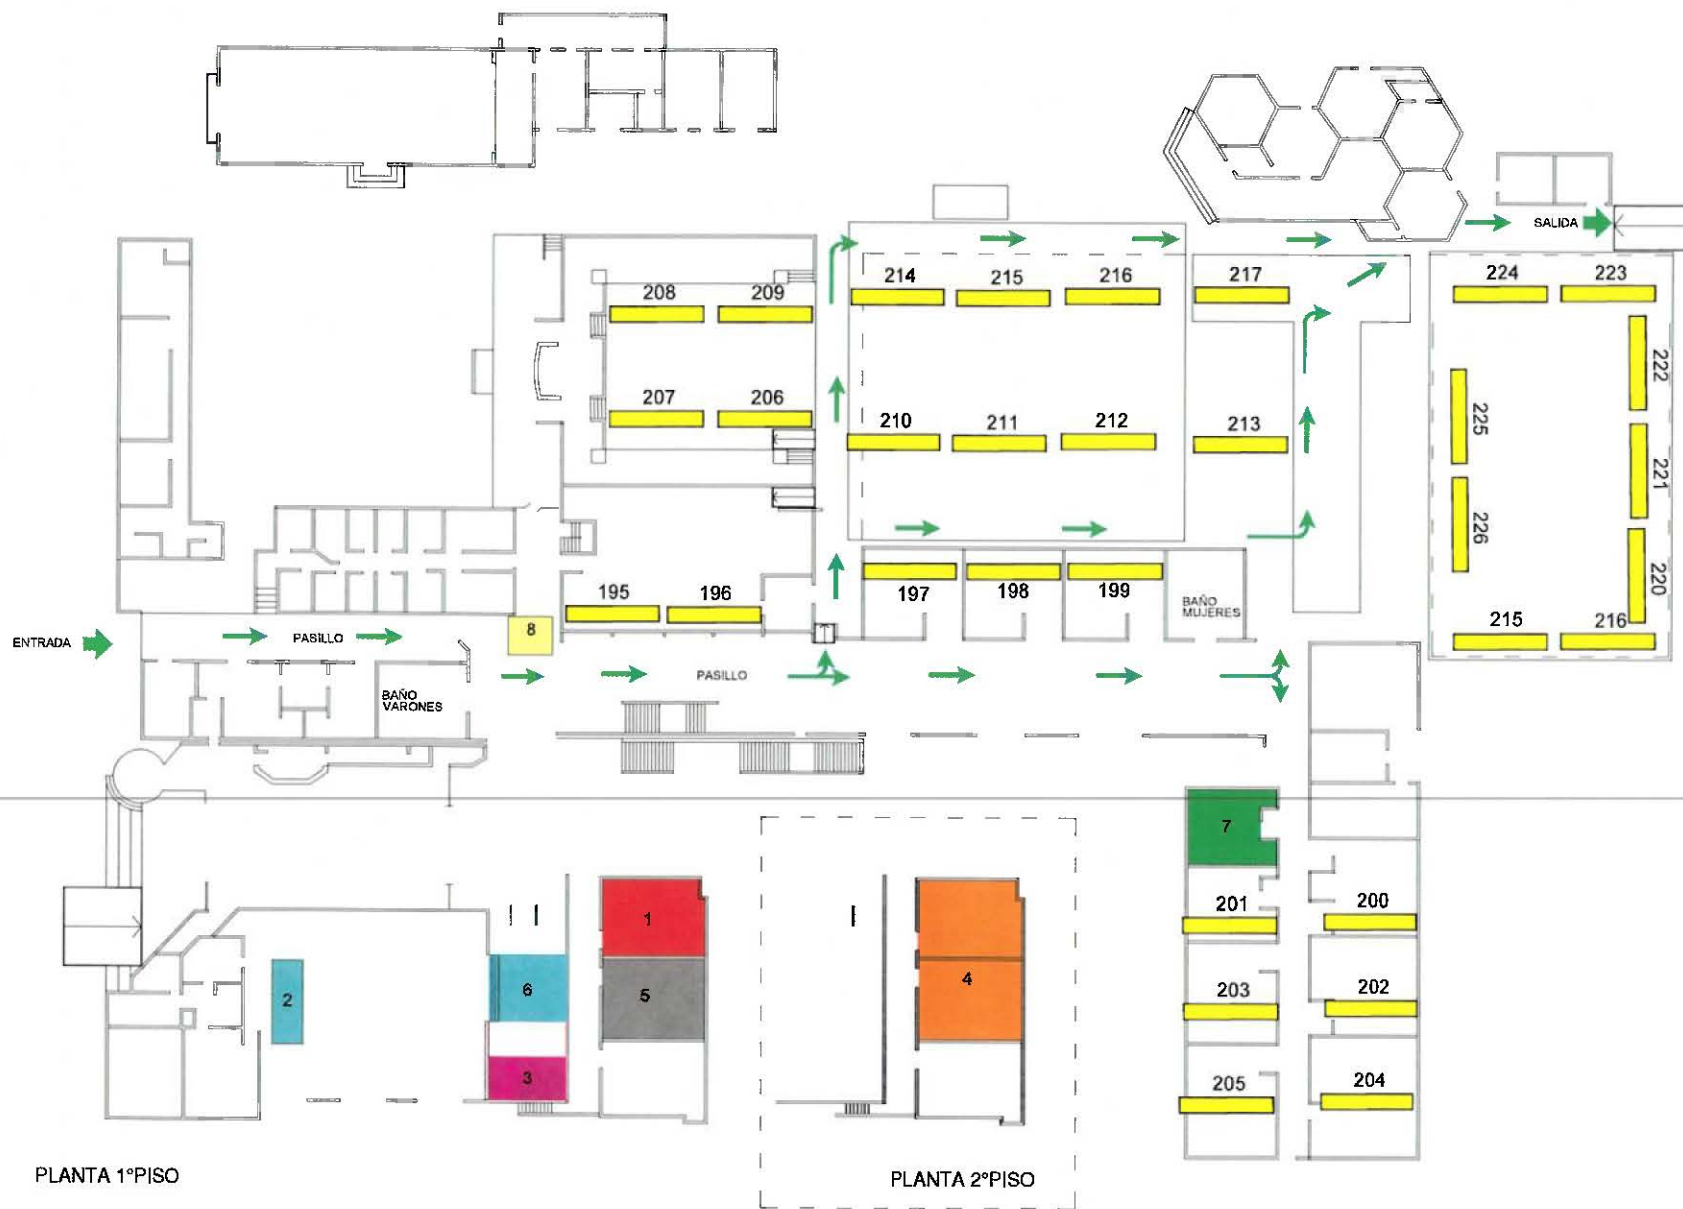 SALIDA
224 223
214 215 216 217
208 209
222
207 206
210 211 212 213
225
221
226
195 196
197 198 199
BAÑO
MUJERES
220
215 216
ENTRADA
PASILLO
8
PASILLO
BAÑO
VARONES
7
1
201 200
2
6
5
4
203 202
3
205 204
PLANTA 1°PISO
PLANTA 2°PISO